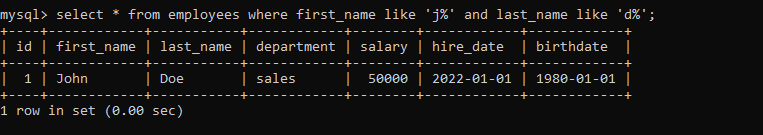 mysql> select * from employees where first_name like 'j%' and last_name like 'd%';
+----+------------+-----------+------------+--------+------------+------------+
| id | first_name | last_name | department | salary | hire_date  | birthdate  |
+----+------------+-----------+------------+--------+------------+------------+
|  1 | John       | Doe       | sales      |  50000 | 2022-01-01 | 1980-01-01 |
+----+------------+-----------+------------+--------+------------+------------+
1 row in set (0.00 sec)